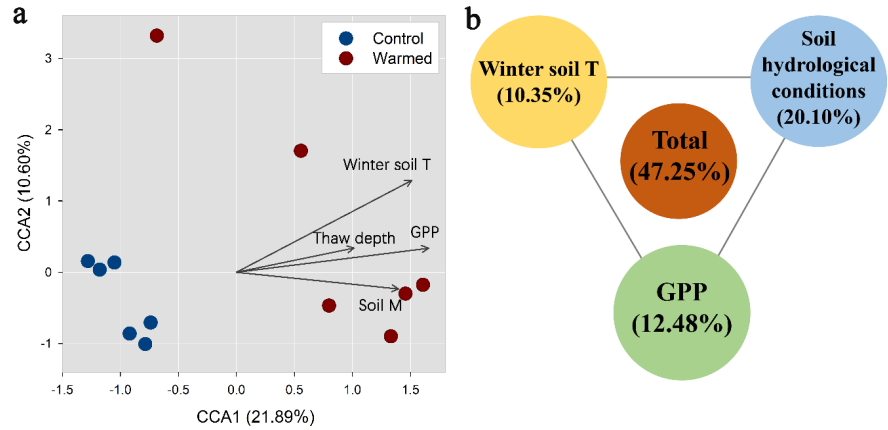 a
Control
Warmed
Winter soil T
GPP
Thaw depth
Soil M
3
2
1
0
-1
CCA2 (10.60%)
-1.5
-1.0
-0.5
0.0
0.5
1.0
1.5
CCA1 (21.89%)
b
Winter soil T
(10.35%)
Soil
hydrological
conditions
(20.10%)
Total
(47.25%)
GPP
(12.48%)